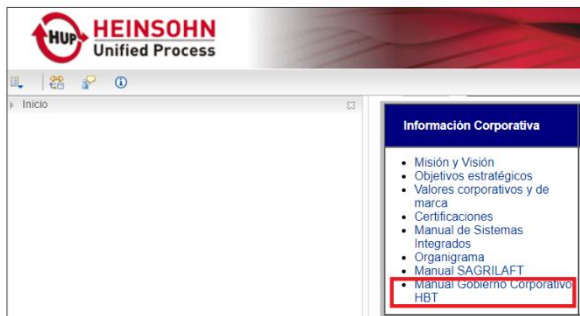 HUP
HEINSOHN
Unified Process
Inicio
Información Corporativa
Misión y Visión
Objetivos estratégicos
Valores corporativos y de
marca
Certificaciones
Manual de Sistemas
Integrados
Organigrama
Manual SAGRILAFT
Manual Gobierno Corporativo
HBT